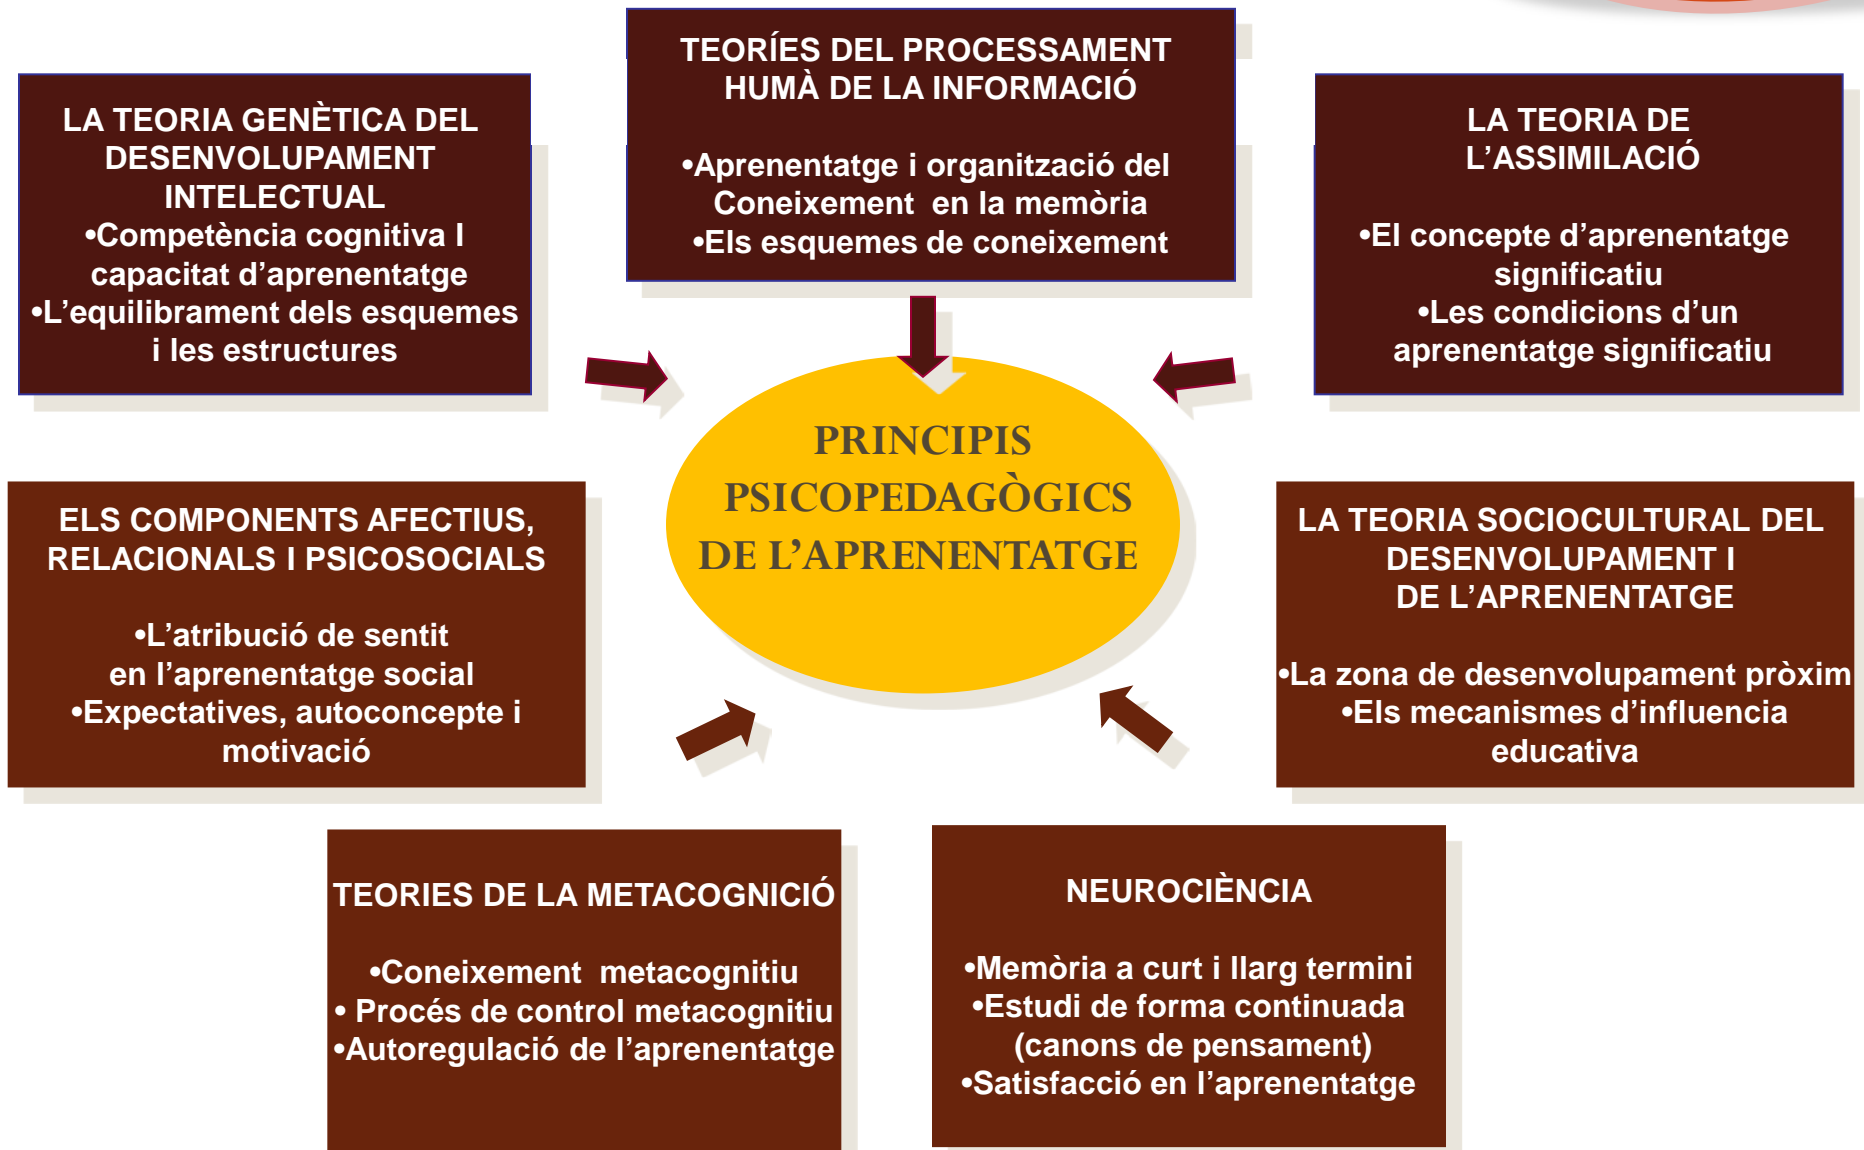 TEORÍES DEL PROCESSAMENT
HUMÀ DE LA INFORMACIÓ
•Aprenentatge i organització del
Coneixement en la memòria
•Els esquemes de coneixement
LA TEORIA GENÈTICA DEL
DESENVOLUPAMENT
INTELECTUAL
•Competència cognitiva I
capacitat d’aprenentatge
•L’equilibrament dels esquemes
i les estructures
LA TEORIA DE
L’ASSIMILACIÓ
•El concepte d’aprenentatge
significatiu
•Les condicions d’un
aprenentatge significatiu
PRINCIPIS
PSICOPEDAGÒGICS
DE L’APRENENTATGE
ELS COMPONENTS AFECTIUS,
RELACIONALS I PSICOSOCIALS
•L’atribució de sentit
en l’aprenentatge social
•Expectatives, autoconcepte i
motivació
LA TEORIA SOCIOCULTURAL DEL
DESENVOLUPAMENT I
DE L’APRENENTATGE
•La zona de desenvolupament pròxim
•Els mecanismes d’influencia
educativa
TEORIES DE LA METACOGNICIÓ
•Coneixement metacognitiu
• Procés de control metacognitiu
•Autoregulació de l’aprenentatge
NEUROCIÈNCIA
•Memòria a curt i llarg termini
•Estudi de forma continuada
(canons de pensament)
•Satisfacció en l’aprenentatge